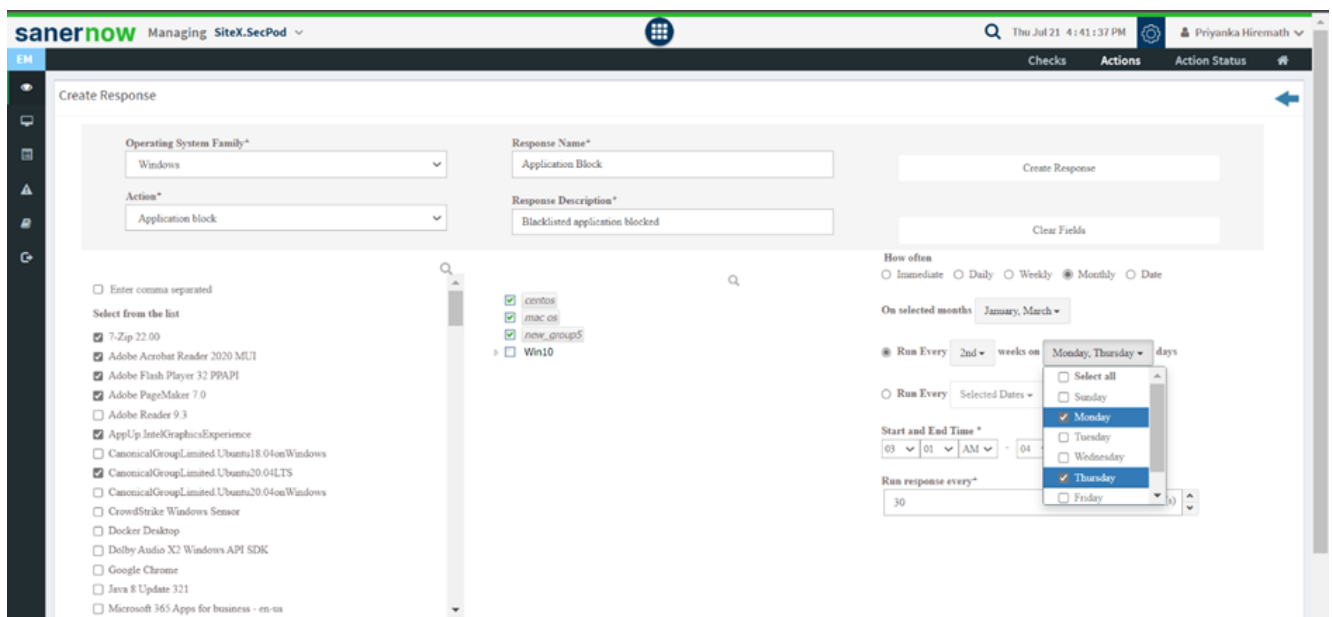 sanernow Managing SiteX.SecPod
Thu Jul 21 4:41:37 PM Priyanka Hiremath
EM
Checks Actions Action Status
Create Response
Operating System Family*
Windows
Response Name*
Application Block
Create Response
Action*
Application block
Response Description*
Blacklisted application blocked
Clear Fields
Enter comma separated
Select from the list
7-Zip 22.00
Adobe Acrobat Reader 2020 MUI
Adobe Flash Player 32 PPAPI
Adobe PageMaker 7.0
Adobe Reader 9.3
AppUp.IntelGraphicsExperience
CanonicalGroupLimited.Ubuntu18.04onWindows
CanonicalGroupLimited.Ubuntu20.04LTS
CanonicalGroupLimited.Ubuntu20.04onWindows
CrowdStrike Windows Sensor
Docker Desktop
Dolby Audio X2 Windows API SDK
Google Chrome
Java 8 Update 321
Microsoft 365 Apps for business - en-us
centos
mac os
new_group5
Win10
How often
Immediate Daily Weekly Monthly Date
On selected months January, March
Run Every 2nd weeks on Monday, Thursday days
Select all
Sunday
Monday
Tuesday
Wednesday
Thursday
Friday
Run Every Selected Dates
Start and End Time *
03 01 AM - 04
Run response every*
30